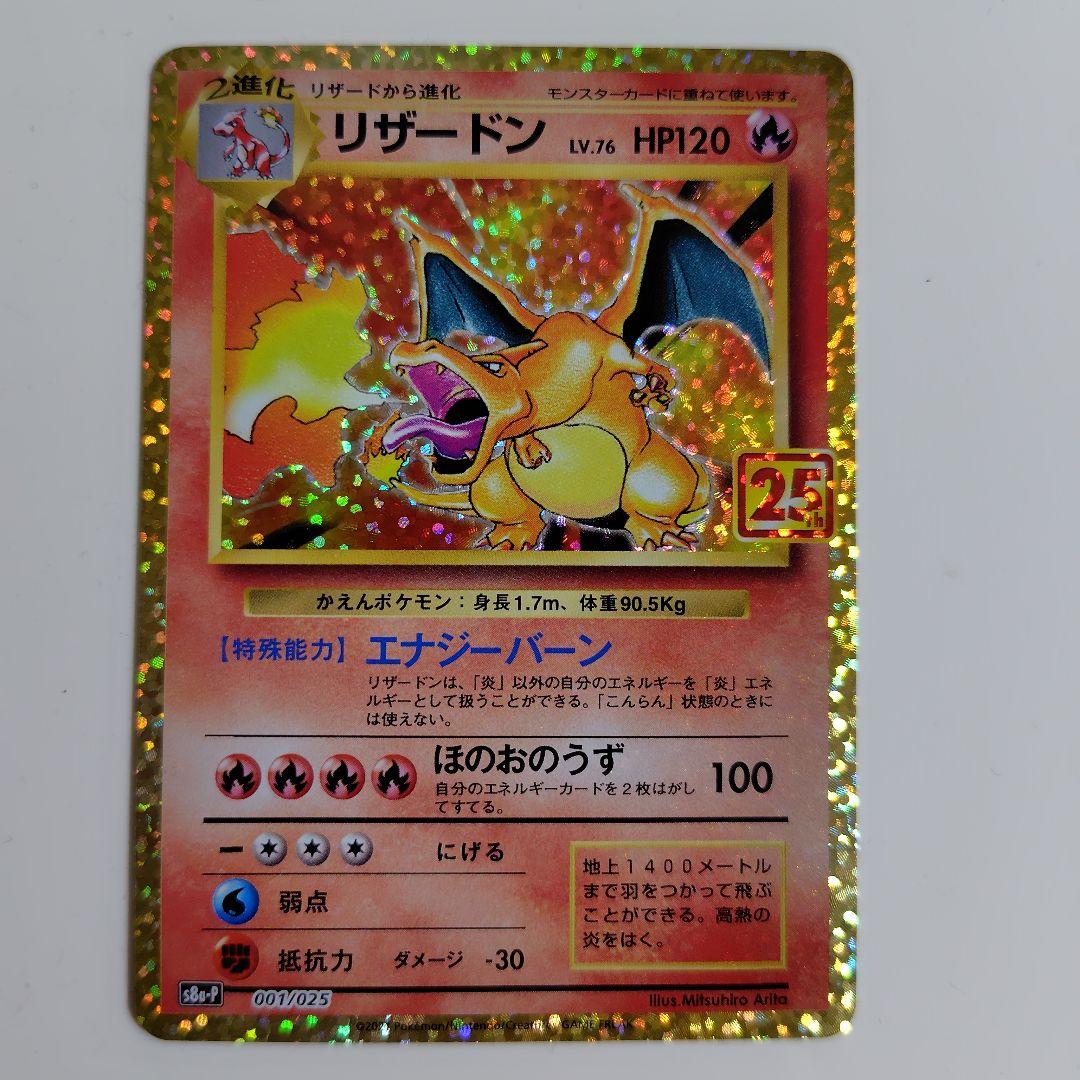 2進化 リザードから進化 モンスターカードに重ねて使います。
リザードン LV.76 HP120
25th
かえんポケモン：身長1.7m、体重90.5Kg
【特殊能力】エナジーバーン
リザードンは、「炎」以外の自分のエネルギーを「炎」エネ
ルギーとして扱うことができる。「こんらん」状態のときに
は使えない。
ほのおのうず 100
自分のエネルギーカードを２枚はがし
てすてる。
ー にげる
弱点
抵抗力 ダメージ -30
地上１４００メートル
まで羽をつかって飛ぶ
ことができる。高熱の
炎をはく。
s8a-P 001/025
Illus.Mitsuhiro Arita
©2021 Pokémon/Nintendo/Creatures/GAME FREAK